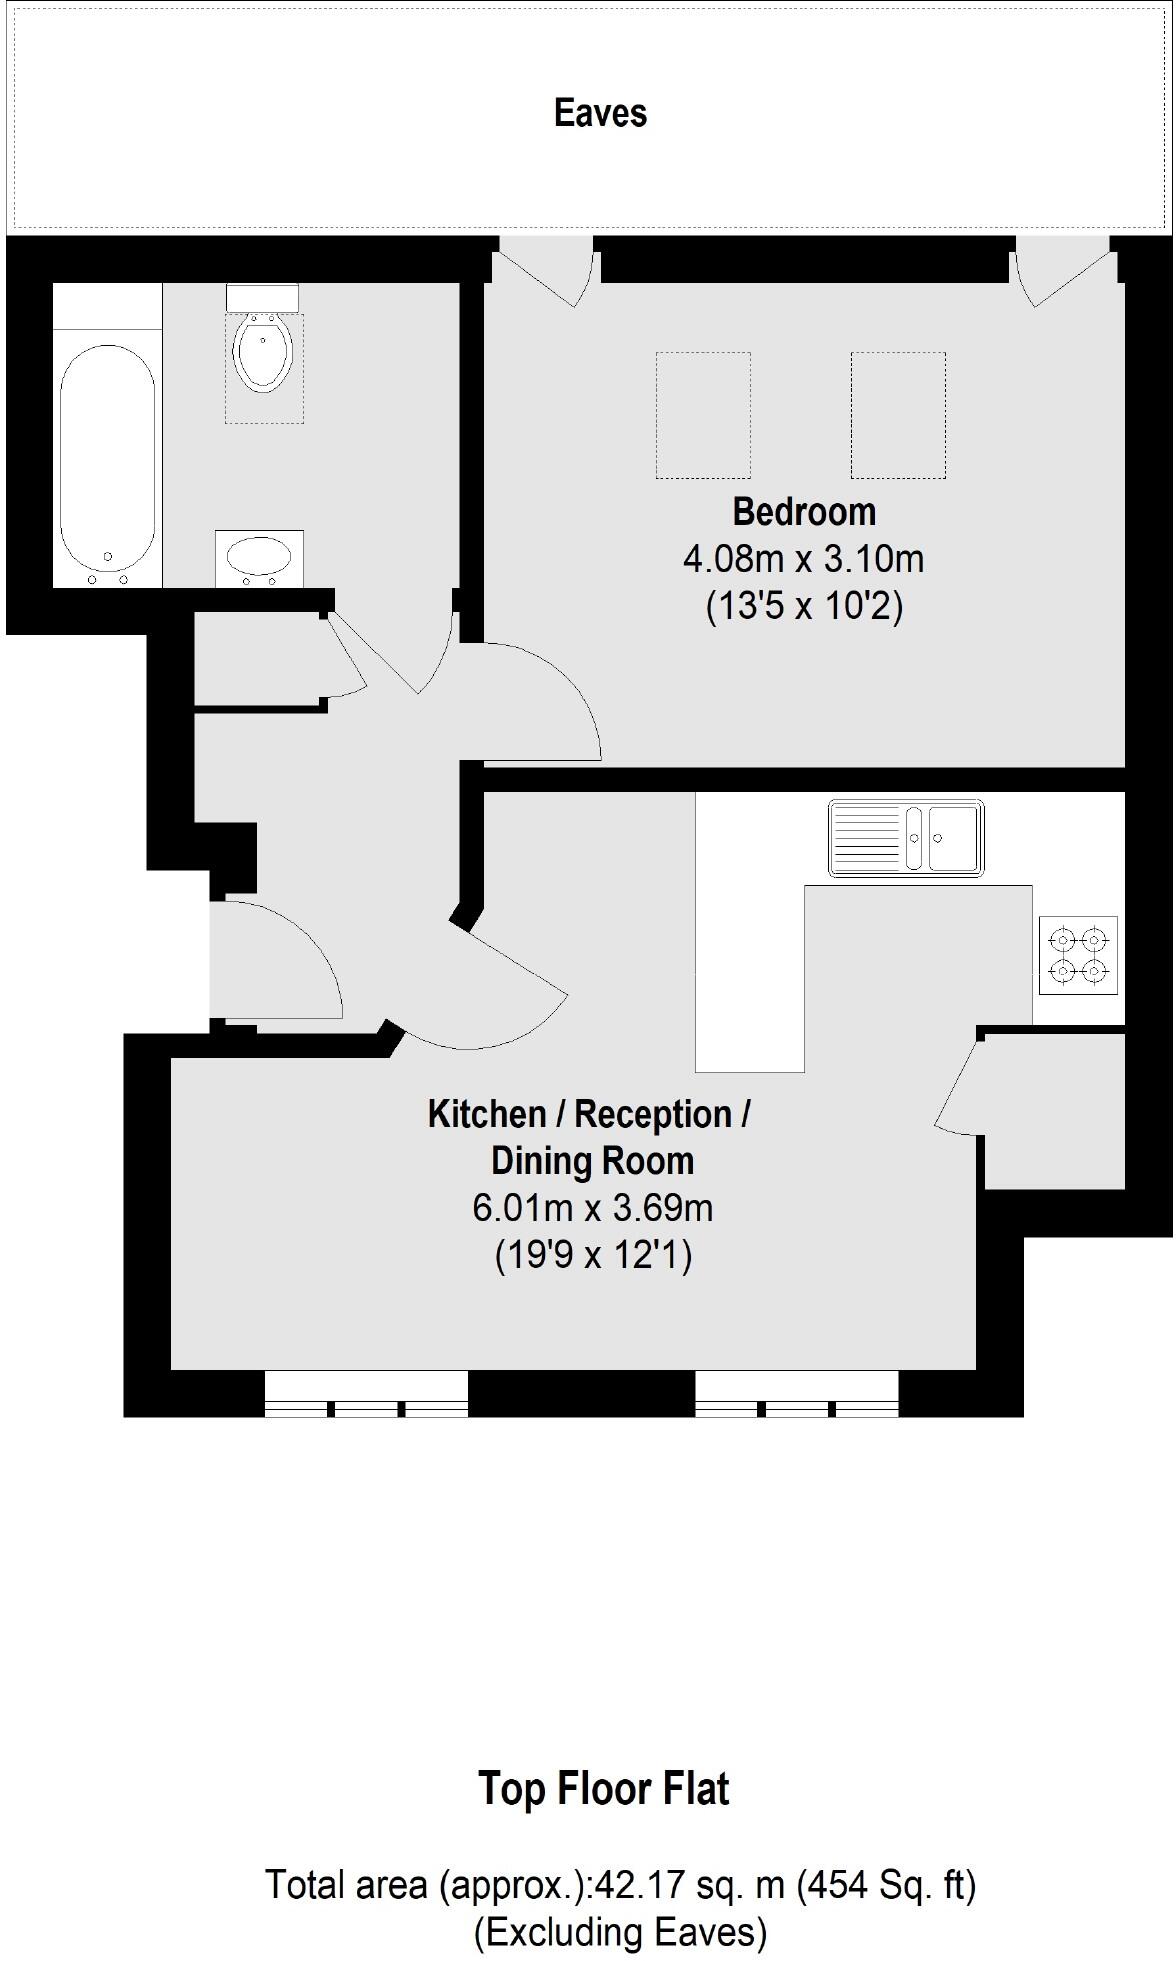 Eaves
Bedroom
4.08m x 3.10m
(13'5 x 10'2)
Kitchen / Reception /
Dining Room
6.01m x 3.69m
(19'9 x 12'1)
Top Floor Flat
Total area (approx.):42.17 sq. m (454 Sq. ft)
(Excluding Eaves)